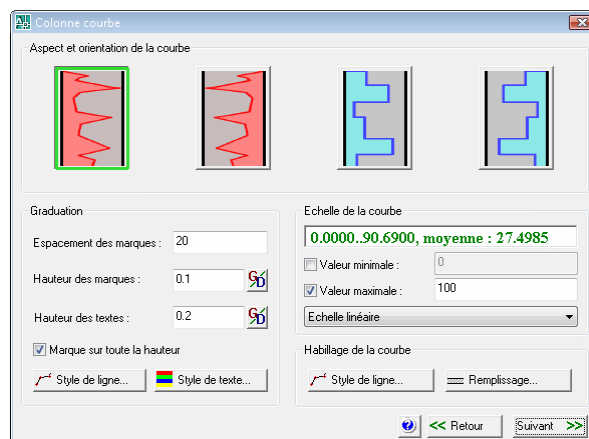 Colonne courbe
Aspect et orientation de la courbe
Graduation
Espacement des marques : 20
Hauteur des marques : 0.1
Hauteur des textes : 0.2
Marque sur toute la hauteur
Style de ligne... Style de texte...
Echelle de la courbe
0.0000..90.6900, moyenne : 27.4985
Valeur minimale : 0
Valeur maximale : 100
Echelle linéaire
Habillage de la courbe
Style de ligne... Remplissage...
? << Retour Suivant >>